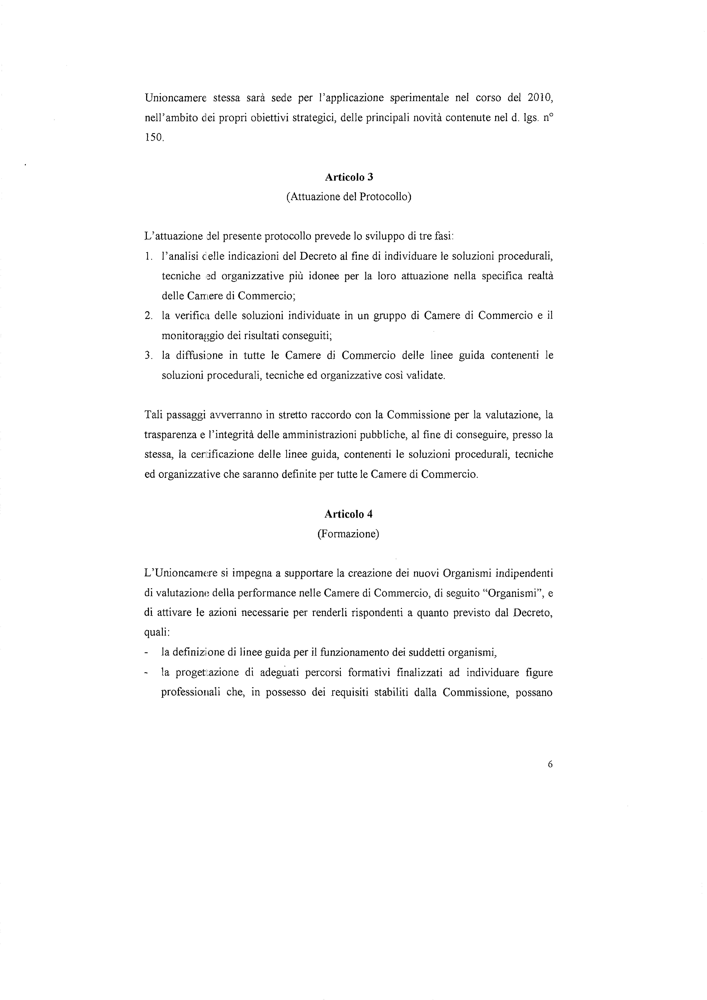 Unioncamere stessa sarà sede per l'applicazione sperimentale nel corso del 2010,
nell'ambito dei propri obiettivi strategici, delle principali novità contenute nel d. lgs. n°
150.
Articolo 3
(Attuazione del Protocollo)
L'attuazione del presente protocollo prevede lo sviluppo di tre fasi:
1. l'analisi delle indicazioni del Decreto al fine di individuare le soluzioni procedurali,
tecniche ed organizzative più idonee per la loro attuazione nella specifica realtà
delle Camere di Commercio;
2. la verifica delle soluzioni individuate in un gruppo di Camere di Commercio e il
monitoraggio dei risultati conseguiti;
3. la diffusione in tutte le Camere di Commercio delle linee guida contenenti le
soluzioni procedurali, tecniche ed organizzative così validate.
Tali passaggi avverranno in stretto raccordo con la Commissione per la valutazione, la
trasparenza e l'integrità delle amministrazioni pubbliche, al fine di conseguire, presso la
stessa, la certificazione delle linee guida, contenenti le soluzioni procedurali, tecniche
ed organizzative che saranno definite per tutte le Camere di Commercio.
Articolo 4
(Formazione)
L'Unioncamere si impegna a supportare la creazione dei nuovi Organismi indipendenti
di valutazione della performance nelle Camere di Commercio, di seguito “Organismi”, e
di attivare le azioni necessarie per renderli rispondenti a quanto previsto dal Decreto,
quali:
- la definizione di linee guida per il funzionamento dei suddetti organismi,
- la progettazione di adeguati percorsi formativi finalizzati ad individuare figure
professionali che, in possesso dei requisiti stabiliti dalla Commissione, possano
6